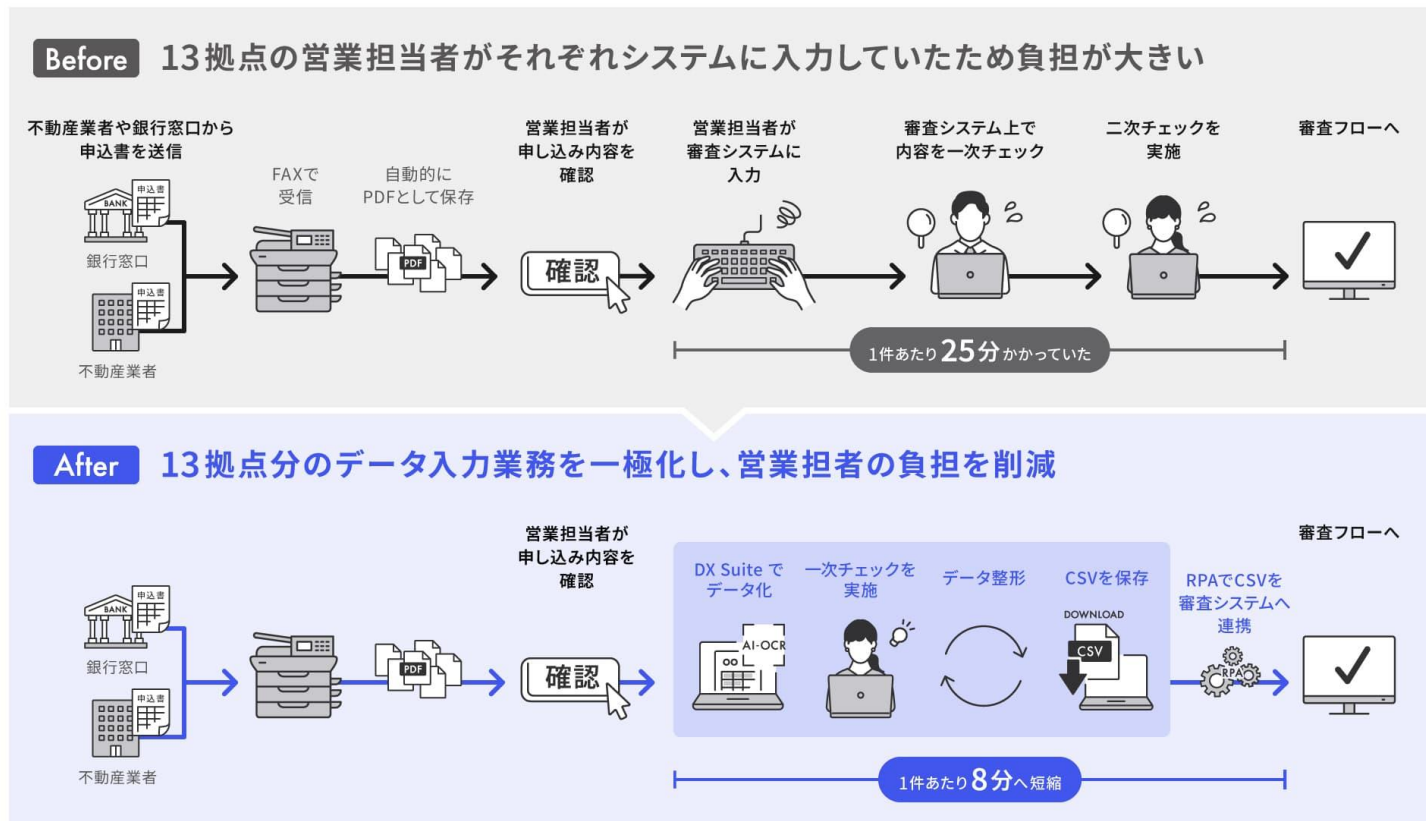 Before 13拠点の営業担当者がそれぞれシステムに入力していたため負担が大きい
不動産業者や銀行窓口から
申込書を送信
申込書
BANK
銀行窓口
申込書
不動産業者
FAXで
受信
自動的に
PDFとして保存
PDF
営業担当者が
申し込み内容を
確認
確認
営業担当者が
審査システムに
入力
審査システム上で
内容を一次チェック
二次チェックを
実施
審査フローへ
1件あたり25分かかっていた
After 13拠点分のデータ入力業務を一極化し、営業担者の負担を削減
申込書
BANK
銀行窓口
申込書
不動産業者
PDF
営業担当者が
申し込み内容を
確認
確認
DX Suite で
データ化
AI-OCR
一次チェックを
実施
データ整形
CSVを保存
DOWNLOAD
CSV
RPAでCSVを
審査システムへ
連携
RPA
審査フローへ
1件あたり8分へ短縮